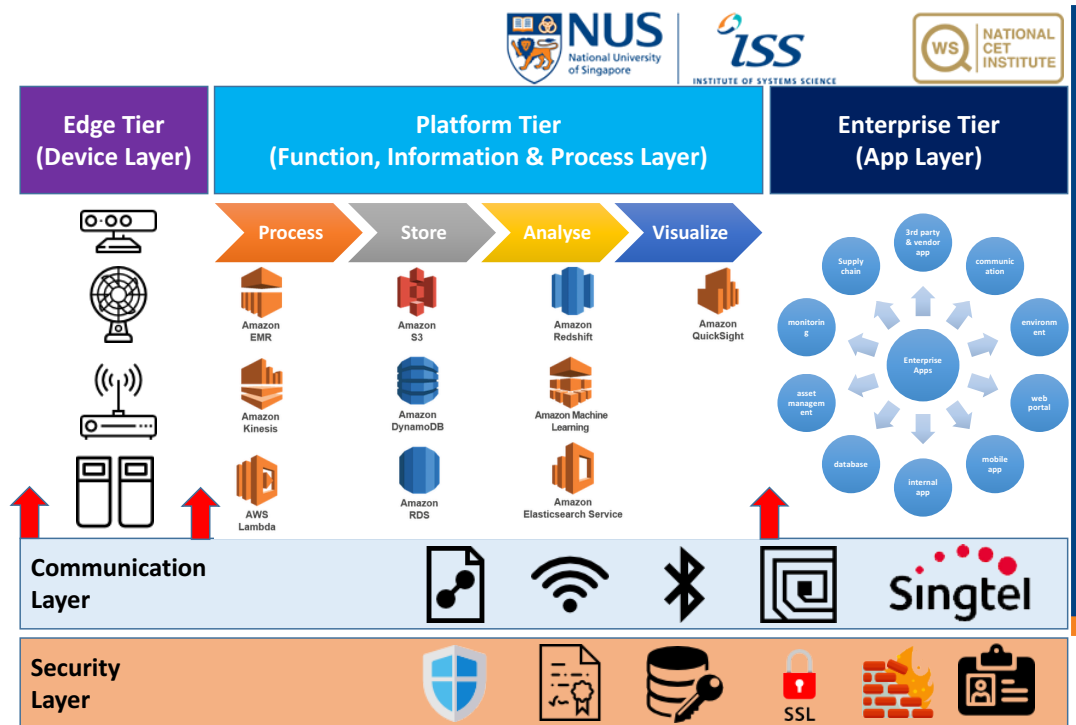 NUS
National University
of Singapore
ISS
INSTITUTE OF SYSTEMS SCIENCE
WS
NATIONAL
CET
INSTITUTE
Edge Tier
(Device Layer)
Platform Tier
(Function, Information & Process Layer)
Enterprise Tier
(App Layer)
Process
Store
Analyse
Visualize
Amazon
EMR
Amazon
S3
Amazon
Redshift
Amazon
QuickSight
Amazon
Kinesis
Amazon
DynamoDB
Amazon Machine
Learning
AWS
Lambda
Amazon
RDS
Amazon
Elasticsearch Service
3rd party
& vendor
app
communic
ation
environm
ent
web
portal
mobile
app
internal
app
database
asset
managem
ent
monitorin
g
Supply
chain
Enterprise
Apps
Communication
Layer
Singtel
Security
Layer
SSL